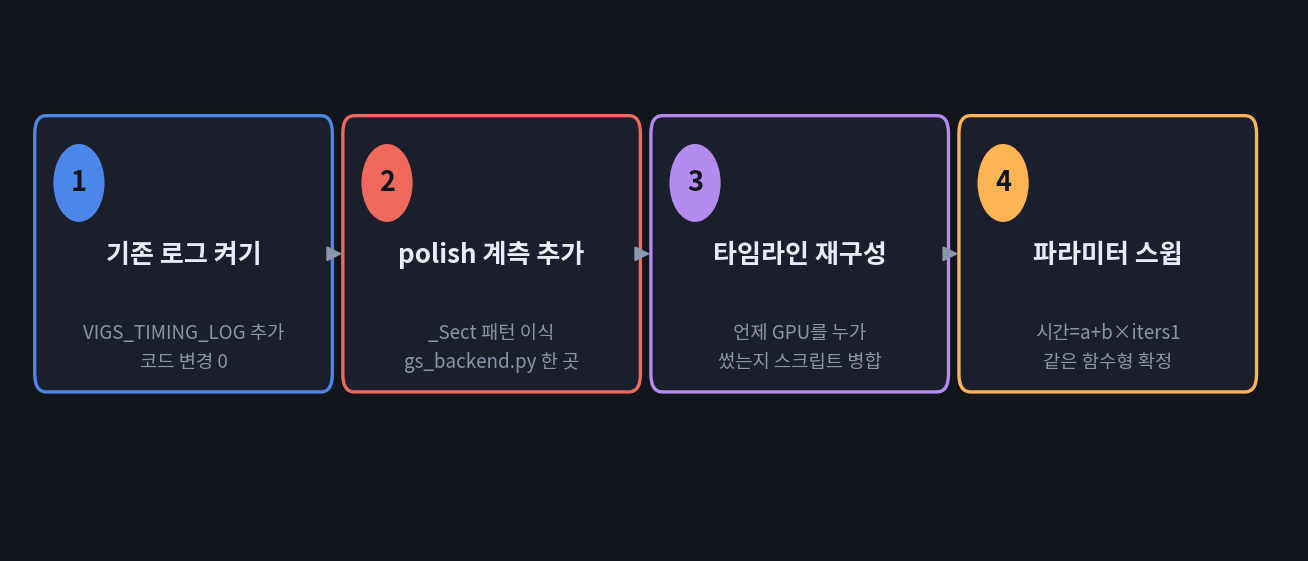 1
기존 로그 켜기
VIGS_TIMING_LOG 추가
코드 변경 0
2
polish 계측 추가
_Sect 패턴 이식
gs_backend.py 한 곳
3
타임라인 재구성
언제 GPU를 누가
썼는지 스크립트 병합
4
파라미터 스윕
시간=a+b×iters1
같은 함수형 확정